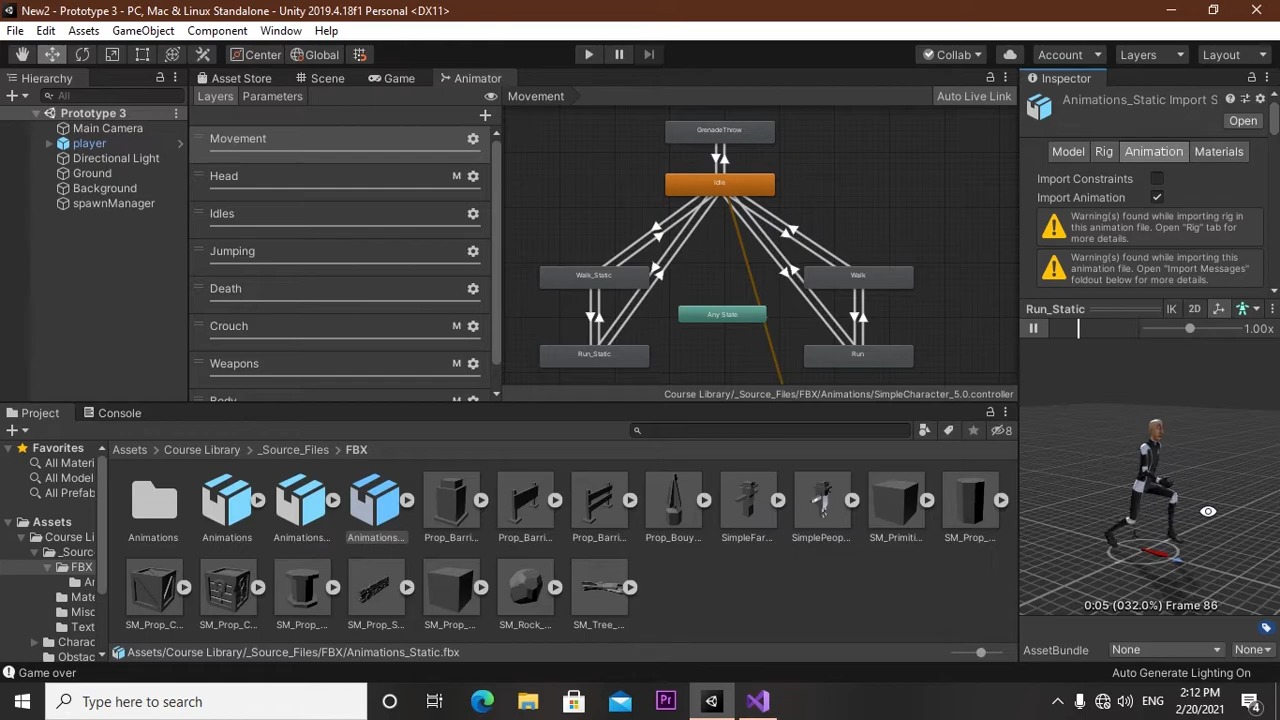 New2 - Prototype 3 - PC, Mac & Linux Standalone - Unity 2019.4.18f1 Personal <DX11>
File Edit Assets GameObject Component Window Help
Center Global Collab Account Layers Layout
Hierarchy
All
Prototype 3
Main Camera
player
Directional Light
Ground
Background
spawnManager
Asset Store Scene Game Animator
Layers Parameters Movement Auto Live Link
Movement
Head M
Idles
Jumping
Death
Crouch M
Weapons M
Body
GrenadeThrow
Idle
Walk_Static Walk
Any State
Run_Static Run
Course Library/_Source_Files/FBX/Animations/SimpleCharacter_5.0.controller
Inspector
Animations_Static Import S
Open
Model Rig Animation Materials
Import Constraints
Import Animation
Warning(s) found while importing rig in
this animation file. Open "Rig" tab for
more details.
Warning(s) found while importing this
animation file. Open "Import Messages"
foldout below for more details.
Run_Static IK 2D
1.00x
0:05 (032.0%) Frame 86
AssetBundle None None
Project Console
8
Favorites
All Materi
All Model
All Prefab
Assets
Course Li
_Sourc
FBX
Ar
Mate
Misc
Text
Charac
Obstac
Assets Course Library _Source_Files FBX
Animations Animations Animations... Animations... Prop_Barri... Prop_Barri... Prop_Barri... Prop_Bouy... SimpleFar... SimplePeop... SM_Primiti... SM_Prop_...
SM_Prop_C... SM_Prop_C... SM_Prop_... SM_Prop_S... SM_Prop_... SM_Rock_... SM_Tree_...
Assets/Course Library/_Source_Files/FBX/Animations_Static.fbx
Game over Auto Generate Lighting On
Type here to search
Pr
ENG
2:12 PM
2/20/2021
4